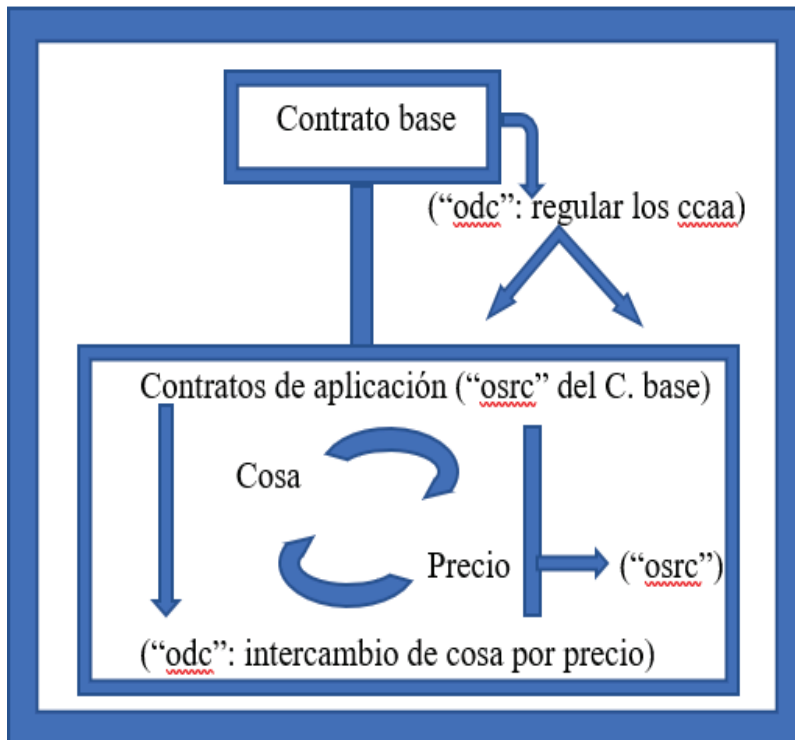 Contrato base
(“odc”: regular los ccaa)
Contratos de aplicación (“osrc” del C. base)
Cosa
Precio
(“osrc”)
(“odc”: intercambio de cosa por precio)